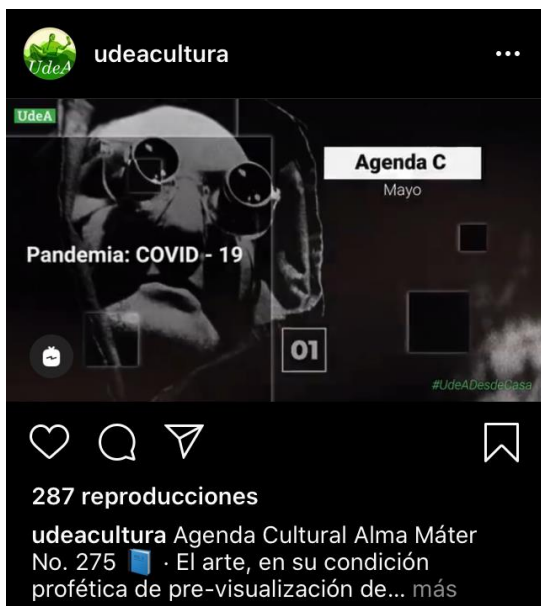 UdeA
udeacultura
UdeA
Agenda C
Mayo
Pandemia: COVID - 19
01
#UdeADesdeCasa
287 reproducciones
udeacultura Agenda Cultural Alma Máter
No. 275 📘 · El arte, en su condición
profética de pre-visualización de... más